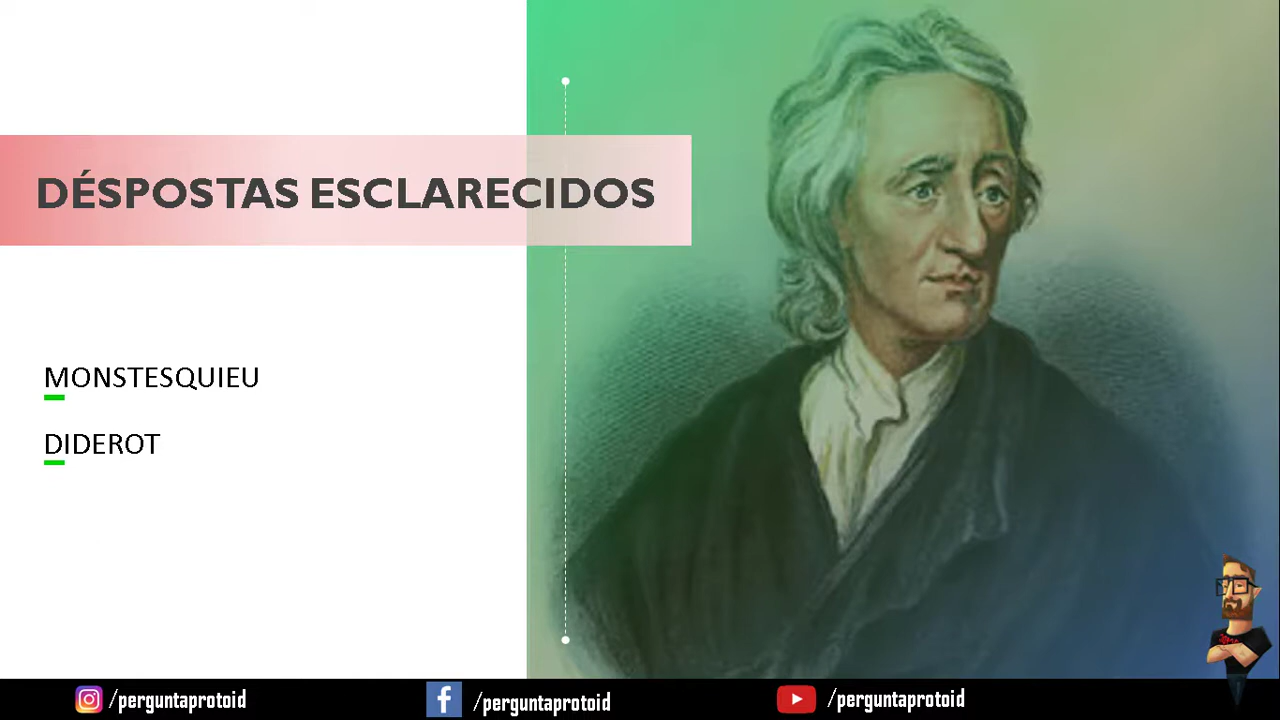 DÉSPOSTAS ESCLARECIDOS
MONSTESQUIEU
DIDEROT
/perguntaprotoid
/perguntaprotoid
/perguntaprotoid